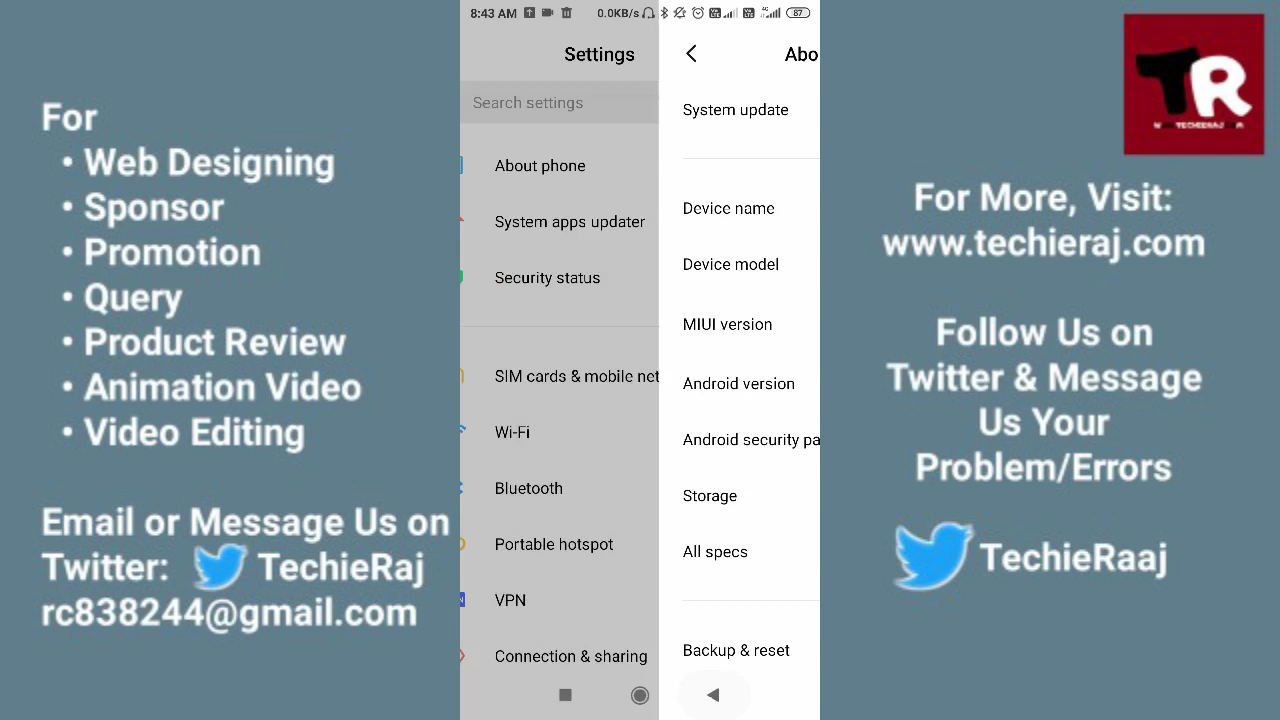 For
• Web Designing
• Sponsor
• Promotion
• Query
• Product Review
• Animation Video
• Video Editing
Email or Message Us on
Twitter: TechieRaj
rc838244@gmail.com
8:43 AM 0.0KB/s 87
Settings
Search settings
About phone
System apps updater
Security status
SIM cards & mobile net
Wi-Fi
Bluetooth
Portable hotspot
VPN
Connection & sharing
Abo
System update
Device name
Device model
MIUI version
Android version
Android security pa
Storage
All specs
Backup & reset
TR
For More, Visit:
www.techieraj.com
Follow Us on
Twitter & Message
Us Your
Problem/Errors
TechieRaaj